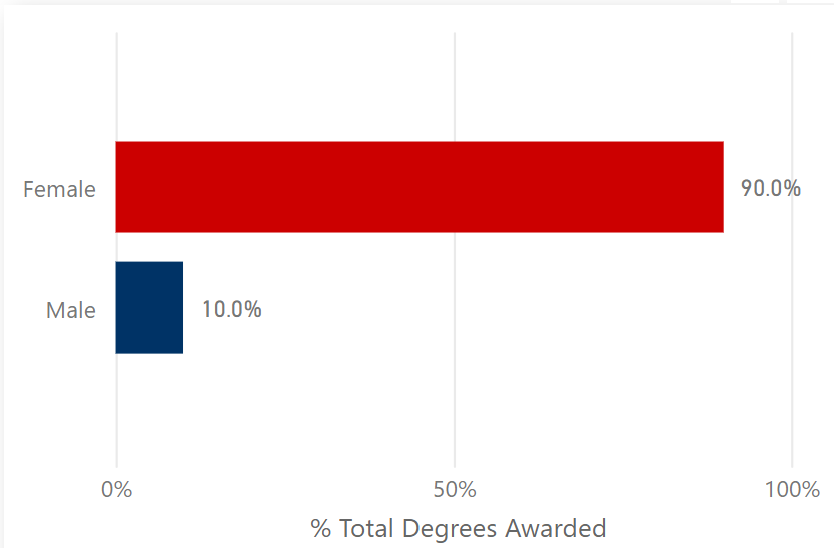 Female 90.0%
Male 10.0%
0% 50% 100%
% Total Degrees Awarded